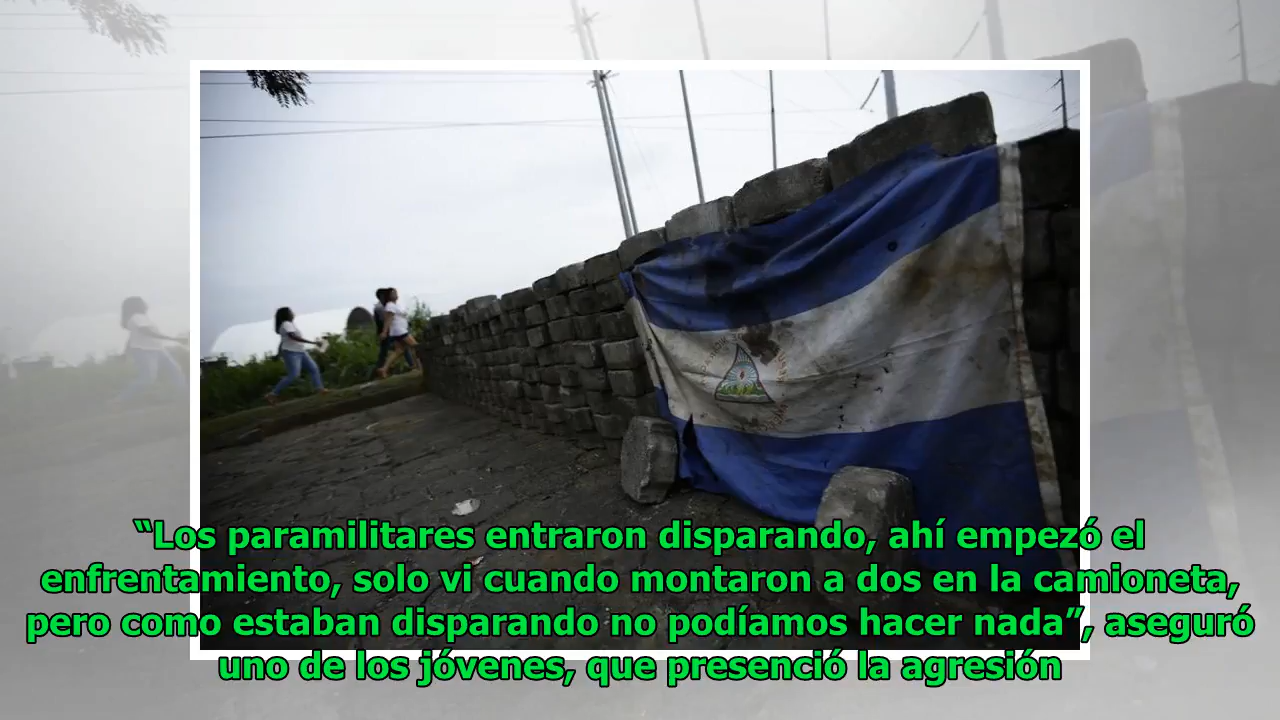 “Los paramilitares entraron disparando, ahí empezó el
enfrentamiento, solo vi cuando montaron a dos en la camioneta,
pero como estaban disparando no podíamos hacer nada”, aseguró
uno de los jóvenes, que presenció la agresión